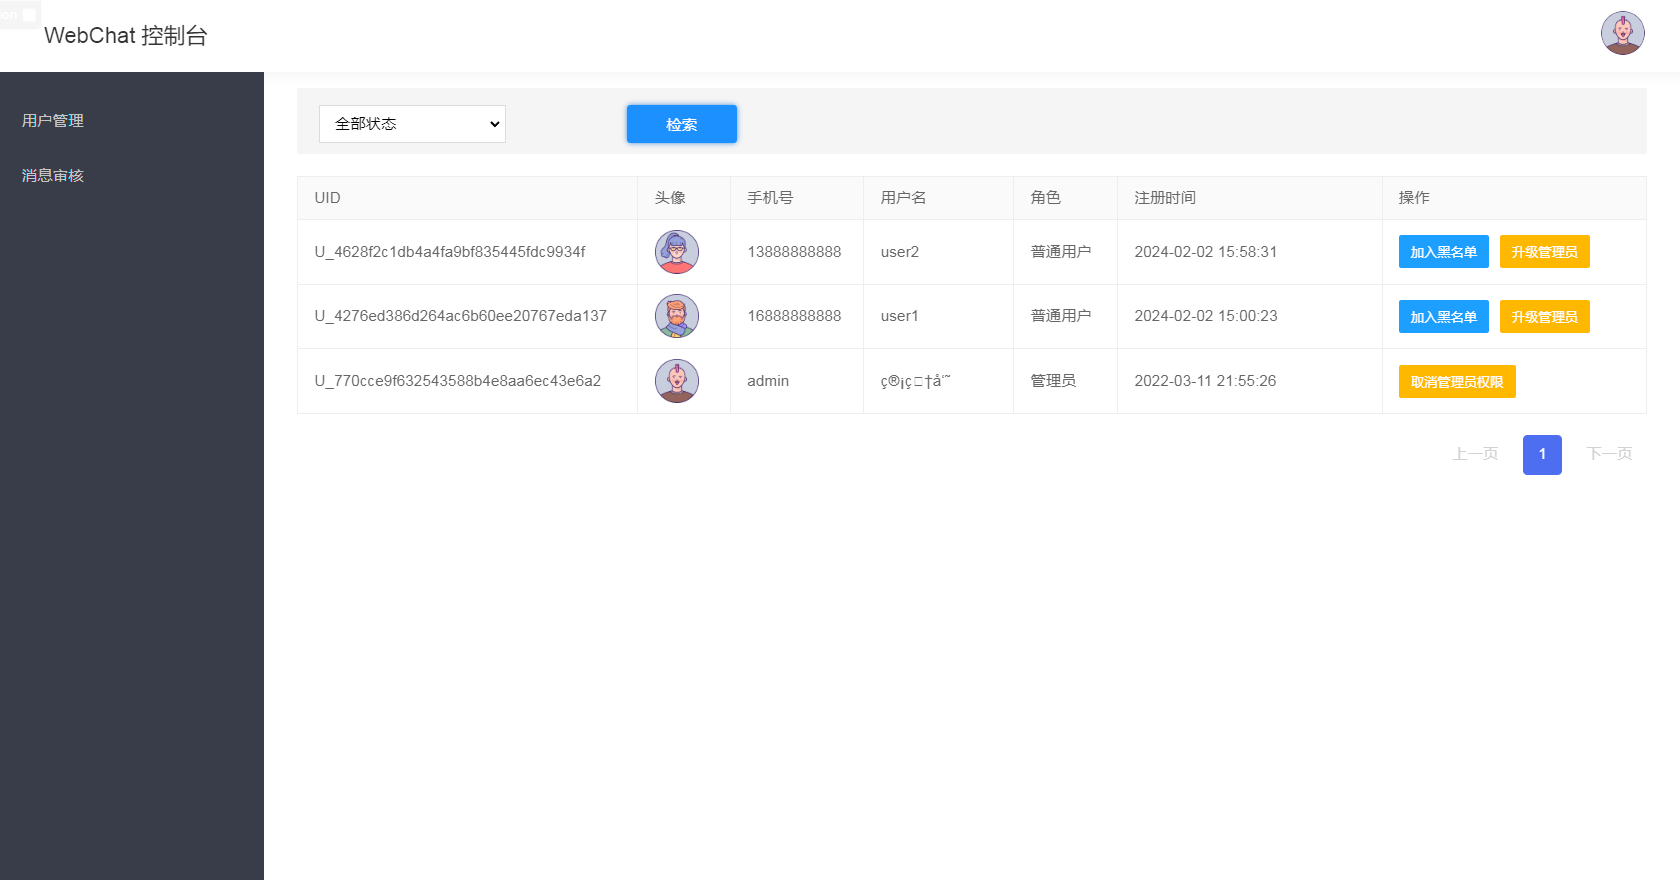 WebChat 控制台
用户管理
消息审核
全部状态 检索
UID 头像 手机号 用户名 角色 注册时间 操作
U_4628f2c1db4a4fa9bf835445fdc9934f 13888888888 user2 普通用户 2024-02-02 15:58:31 加入黑名单 升级管理员
U_4276ed386d264ac6b60ee20767eda137 16888888888 user1 普通用户 2024-02-02 15:00:23 加入黑名单 升级管理员
U_770cce9f632543588b4e8aa6ec43e6a2 admin 管理员 2022-03-11 21:55:26 取消管理员权限
上一页 1 下一页